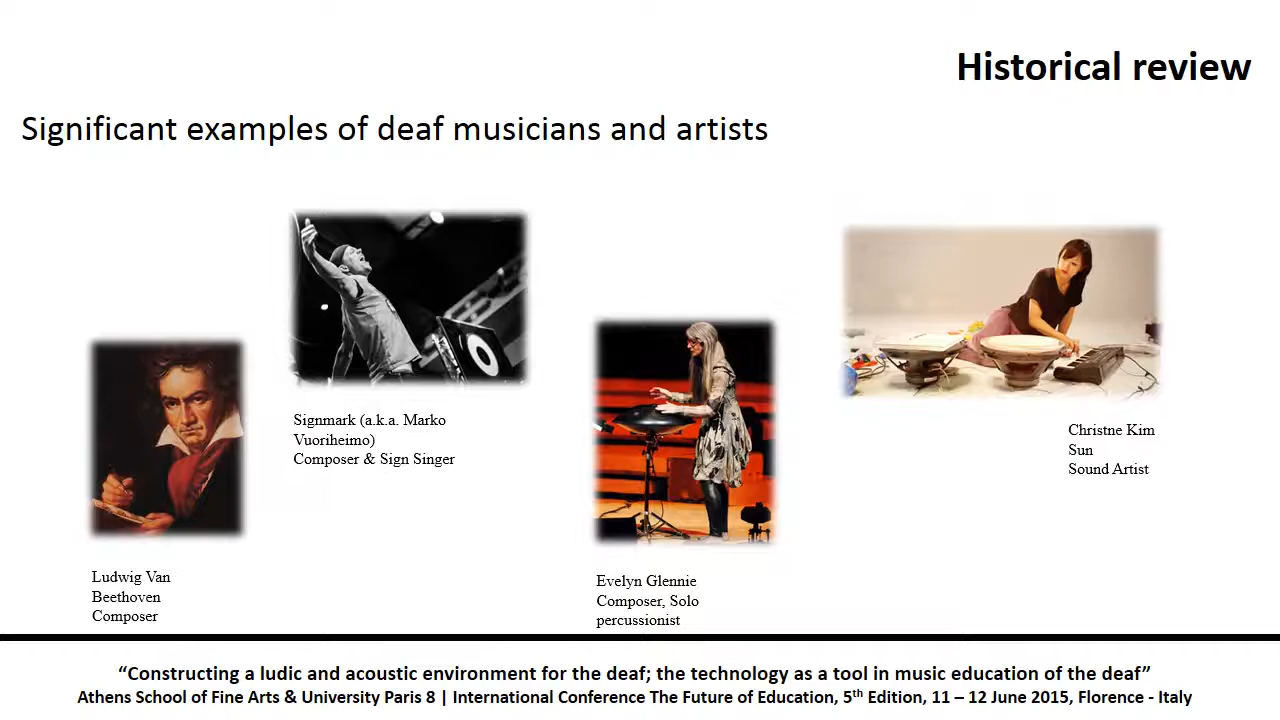 Historical review
Significant examples of deaf musicians and artists
Signmark (a.k.a. Marko
Vuoriheimo)
Composer & Sign Singer
Christne Kim
Sun
Sound Artist
Ludwig Van
Beethoven
Composer
Evelyn Glennie
Composer, Solo
percussionist
“Constructing a ludic and acoustic environment for the deaf; the technology as a tool in music education of the deaf”
Athens School of Fine Arts & University Paris 8 | International Conference The Future of Education, 5th Edition, 11 – 12 June 2015, Florence - Italy